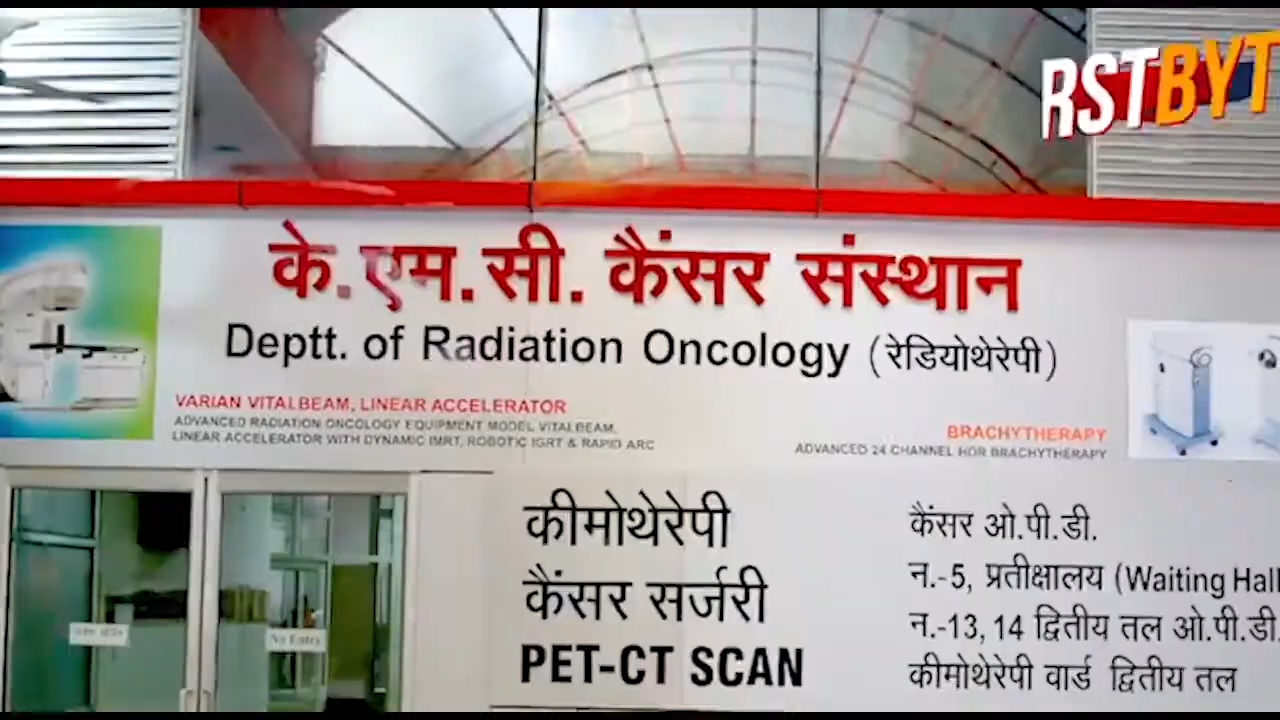 RSTBYT
के.एम.सी. कैंसर संस्थान
Deptt. of Radiation Oncology (रेडियोथेरेपी)
VARIAN VITALBEAM, LINEAR ACCELERATOR
ADVANCED RADIATION ONCOLOGY EQUIPMENT MODEL VITALBEAM,
LINEAR ACCELERATOR WITH DYNAMIC IMRT, ROBOTIC IGRT & RAPID ARC
BRACHYTHERAPY
ADVANCED 24 CHANNEL HDR BRACHYTHERAPY
कीमोथेरेपी
कैंसर सर्जरी
PET-CT SCAN
कैंसर ओ.पी.डी.
न.-5, प्रतीक्षालय (Waiting Hall
न.-13, 14 द्वितीय तल ओ.पी.डी.
कीमोथेरेपी वार्ड द्वितीय तल
No Entry